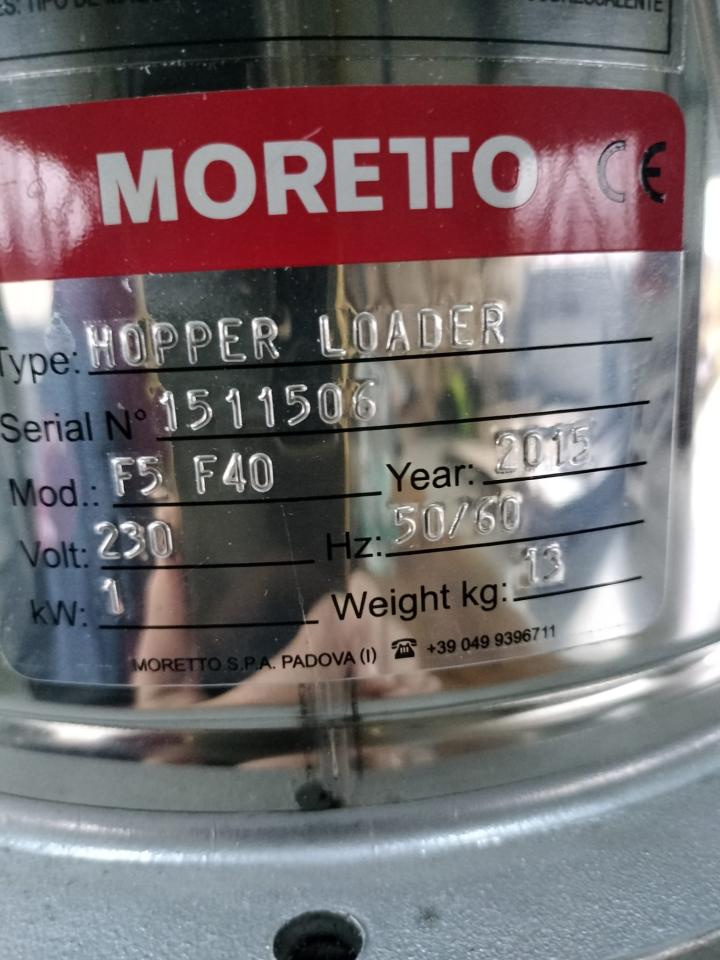 MORETTO CE
Type: HOPPER LOADER
Serial N° 1511506
Mod.: F5 F40 Year: 2015
Volt: 230 Hz: 50/60
kW: 1 Weight kg: 13
MORETTO S.P.A. PADOVA (I) ☎ +39 049 9396711